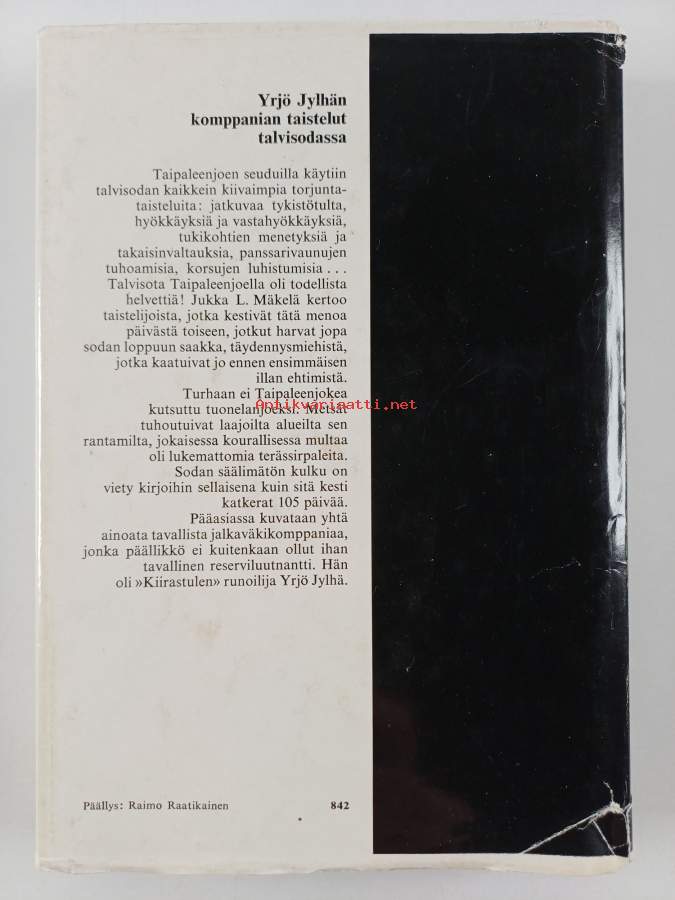 Yrjö Jylhän
komppanian taistelut
talvisodassa
Taipaleenjoen seuduilla käytiin
talvisodan kaikkein kiivaimpia torjunta-
taisteluita: jatkuvaa tykistötulta,
hyökkäyksiä ja vastahyökkäyksiä,
tukikohtien menetyksiä ja
takaisinvaltauksia, panssarivaunujen
tuhoamisia, korsujen luhistumisia . . .
Talvisota Taipaleenjoella oli todellista
helvettiä! Jukka L. Mäkelä kertoo
taistelijoista, jotka kestivät tätä menoa
päivästä toiseen, jotkut harvat jopa
sodan loppuun saakka, täydennysmiehistä,
jotka kaatuivat jo ennen ensimmäisen
illan ehtimistä.
Turhaan ei Taipaleenjokea
Antikvariaatti.net
kutsuttu tuonelanjoeksi. Metsät
tuhoutuivat laajoilta alueilta sen
rantamilta, jokaisessa kourallisessa multaa
oli lukemattomia terässirpaleita.
Sodan säälimätön kulku on
viety kirjoihin sellaisena kuin sitä kesti
katkerat 105 päivää.
Pääasiassa kuvataan yhtä
ainoata tavallista jalkaväkikomppaniaa,
jonka päällikkö ei kuitenkaan ollut ihan
tavallinen reserviluutnantti. Hän
oli »Kiirastulen» runoilija Yrjö Jylhä.
Päällys: Raimo Raatikainen 842